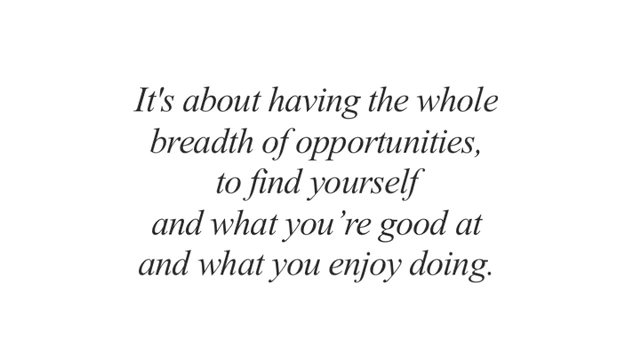 It's about having the whole
breadth of opportunities,
to find yourself
and what you’re good at
and what you enjoy doing.